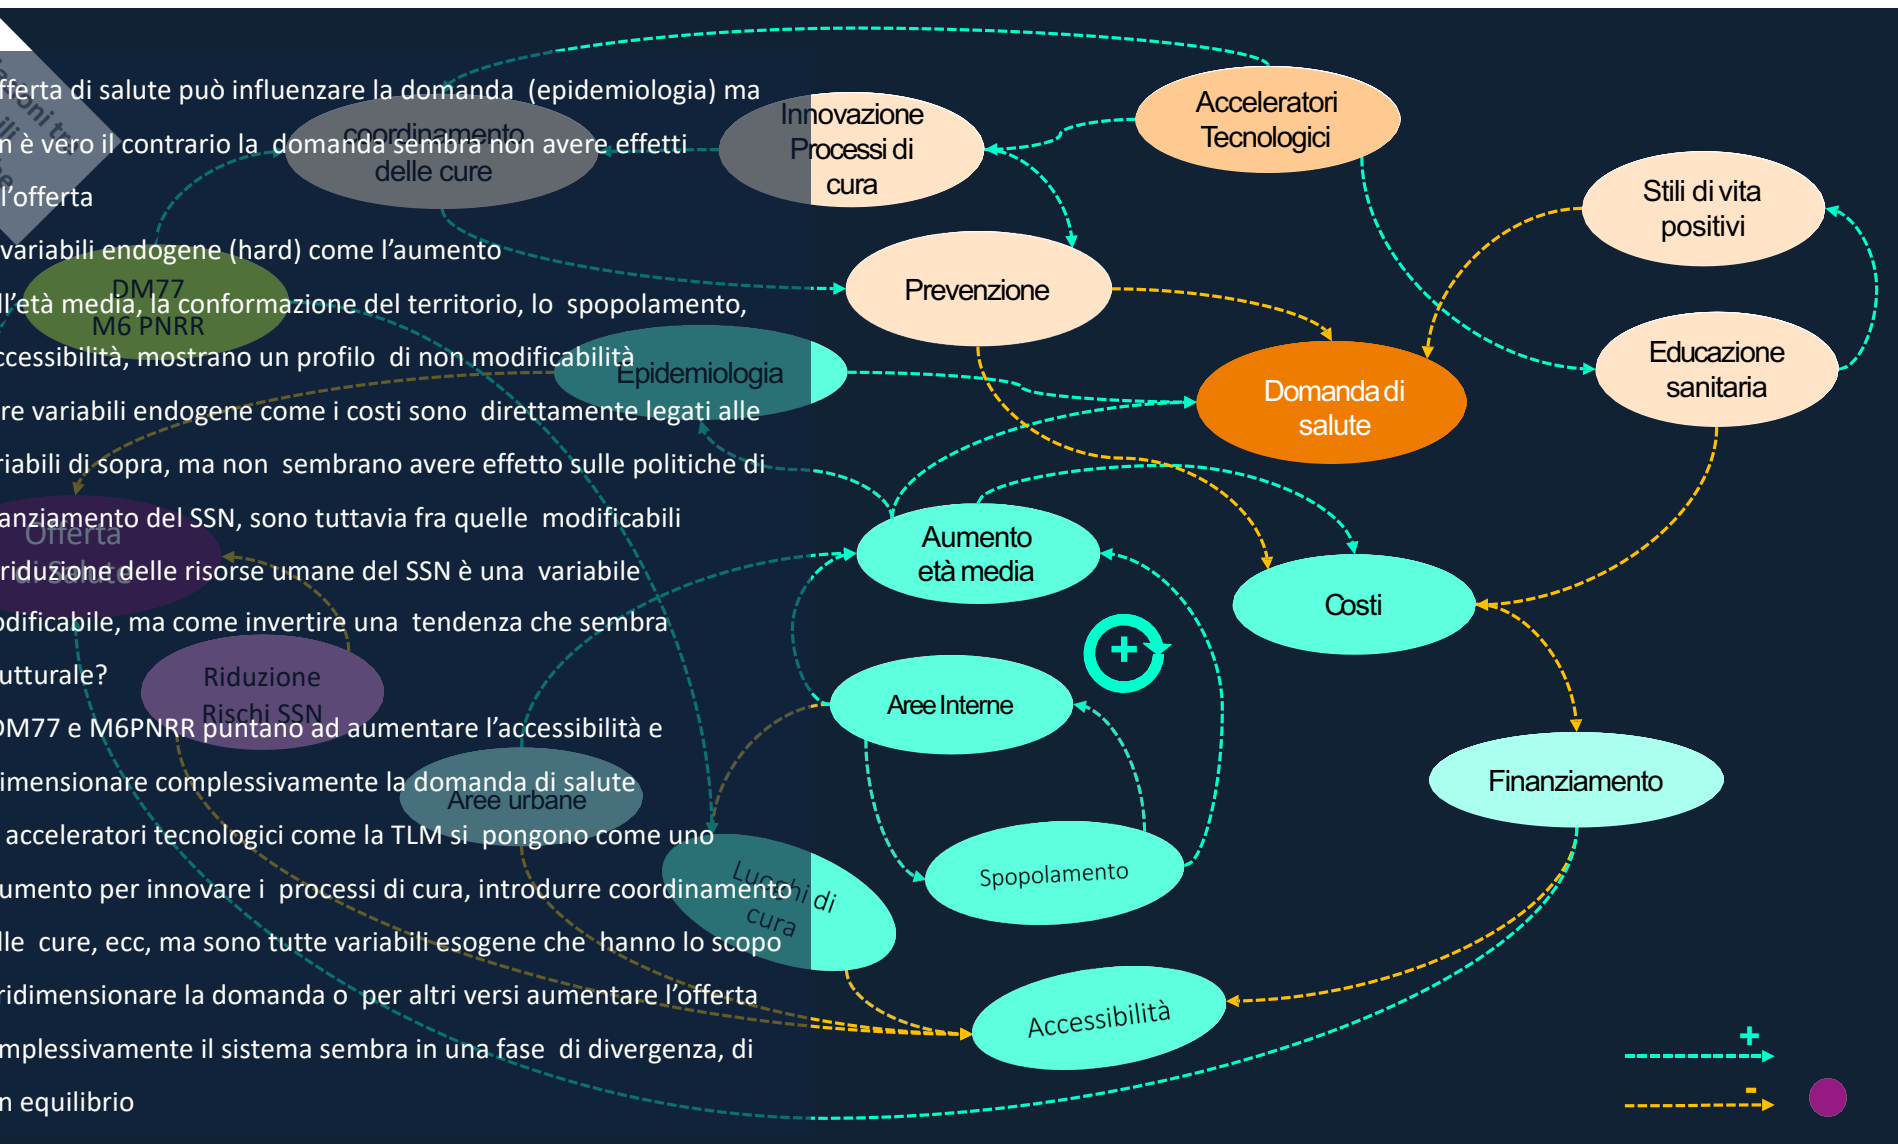 fferta di salute può influenzare la domanda (epidemiologia) ma
n è vero il contrario la domanda sembra non avere effetti
l'offerta
variabili endogene (hard) come l'aumento
ll'età media, la conformazione del territorio, lo spopolamento,
ccessibilità, mostrano un profilo di non modificabilità
re variabili endogene come i costi sono direttamente legati alle
riabili di sopra, ma non sembrano avere effetto sulle politiche di
anziamento del SSN, sono tuttavia fra quelle modificabili
riduzione delle risorse umane del SSN è una variabile
odificabile, ma come invertire una tendenza che sembra
utturale?
DM77 e M6PNRR puntano ad aumentare l'accessibilità e
imensionare complessivamente la domanda di salute
acceleratori tecnologici come la TLM si pongono come uno
umento per innovare i processi di cura, introdurre coordinamento
lle cure, ecc, ma sono tutte variabili esogene che hanno lo scopo
ridimensionare la domanda o per altri versi aumentare l'offerta
mplessivamente il sistema sembra in una fase di divergenza, di
n equilibrio
coordinamento
delle cure
Innovazione
Processi di
cura
Acceleratori
Tecnologici
Stili di vita
positivi
DM77
M6 PNRR
Prevenzione
Epidemiologia
Domanda di
salute
Educazione
sanitaria
Offerta
di Salute
Aumento
età media
Costi
Riduzione
Rischi SSN
Aree Interne
+
Aree urbane
Finanziamento
Luoghi di
cura
Spopolamento
Accessibilità
+
-